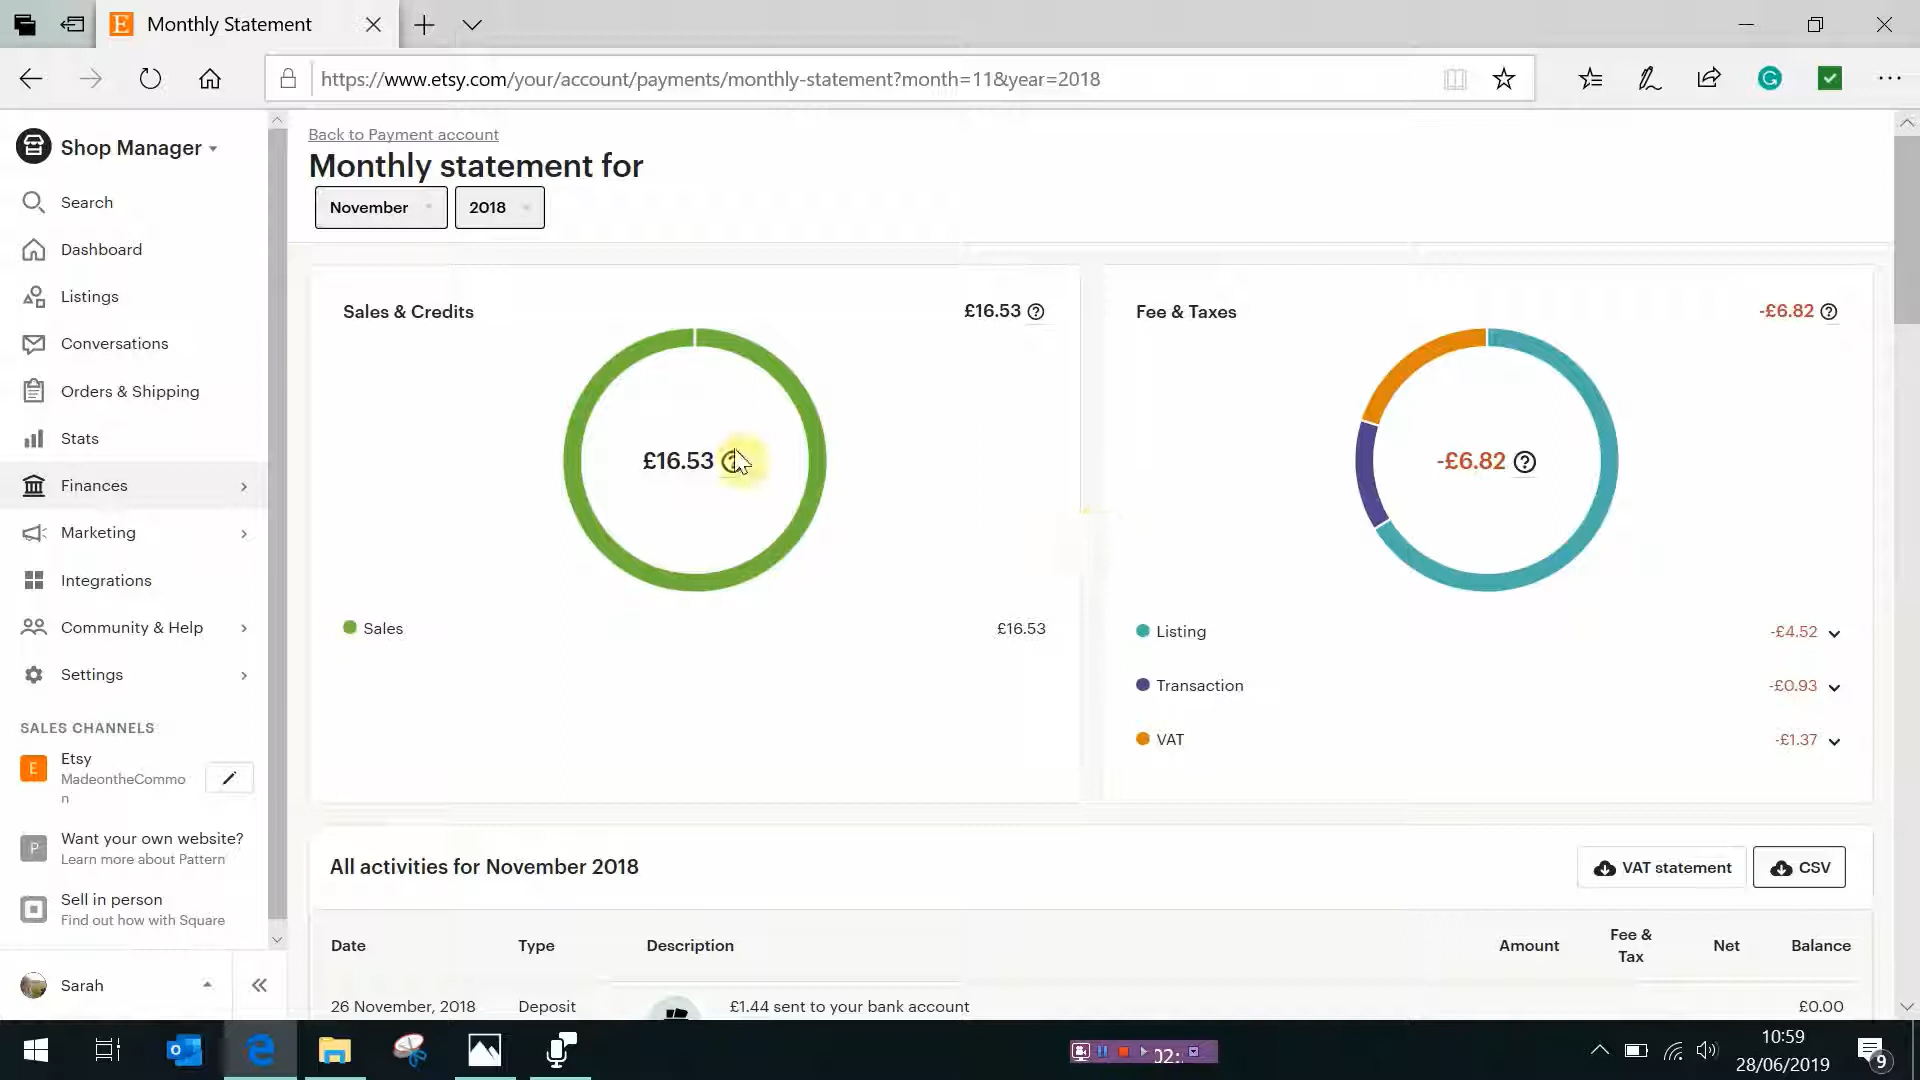 Monthly Statement
https://www.etsy.com/your/account/payments/monthly-statement?month=11&year=2018
Shop Manager
Search
Dashboard
Listings
Conversations
Orders & Shipping
Stats
Finances
Marketing
Integrations
Community & Help
Settings
SALES CHANNELS
E
Etsy
MadeontheCommo
n
P
Want your own website?
Learn more about Pattern
Sell in person
Find out how with Square
Sarah
Back to Payment account
Monthly statement for
November 2018
Sales & Credits £16.53
£16.53
Sales £16.53
Fee & Taxes -£6.82
-£6.82
Listing -£4.52
Transaction -£0.93
VAT -£1.37
All activities for November 2018
VAT statement CSV
Date Type Description Amount Fee & Tax Net Balance
26 November, 2018 Deposit £1.44 sent to your bank account £0.00
02:
10:59
28/06/2019
9